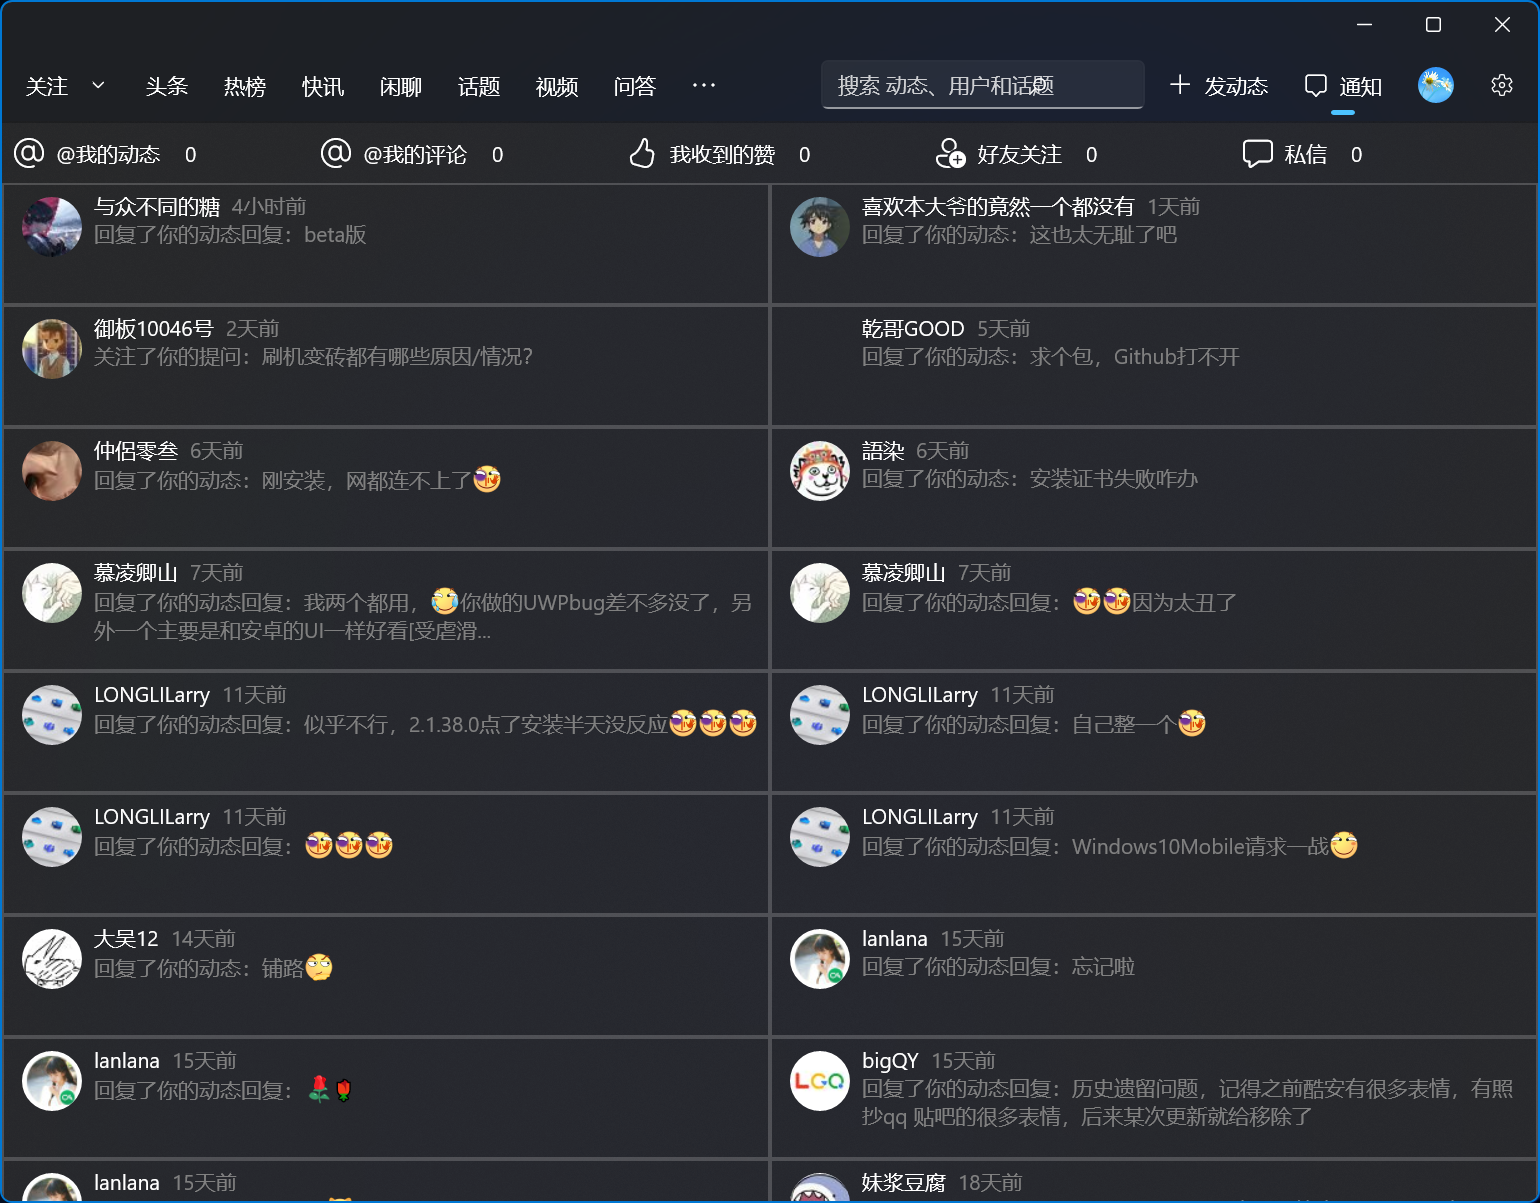 关注 头条 热榜 快讯 闲聊 话题 视频 问答 ··· 搜索 动态、用户和话题 发动态 通知
@我的动态 0 @我的评论 0 我收到的赞 0 好友关注 0 私信 0
与众不同的糖 4小时前
回复了你的动态回复：beta版
喜欢本大爷的竟然一个都没有 1天前
回复了你的动态：这也太无耻了吧
御板10046号 2天前
关注了你的提问：刷机变砖都有哪些原因/情况？
乾哥GOOD 5天前
回复了你的动态：求个包，Github打不开
仲侣零叁 6天前
回复了你的动态：刚安装，网都连不上了
語染 6天前
回复了你的动态：安装证书失败咋办
慕凌卿山 7天前
回复了你的动态回复：我两个都用，你做的UWPbug差不多没了，另
外一个主要是和安卓的UI一样好看[受虐滑...
慕凌卿山 7天前
回复了你的动态回复：因为太丑了
LONGLILarry 11天前
回复了你的动态回复：似乎不行，2.1.38.0点了安装半天没反应
LONGLILarry 11天前
回复了你的动态回复：自己整一个
LONGLILarry 11天前
回复了你的动态回复：
LONGLILarry 11天前
回复了你的动态回复：Windows10Mobile请求一战
大吴12 14天前
回复了你的动态：铺路
lanlana 15天前
回复了你的动态回复：忘记啦
lanlana 15天前
回复了你的动态回复：
LGQ
bigQY 15天前
回复了你的动态回复：历史遗留问题，记得之前酷安有很多表情，有照
抄qq 贴吧的很多表情，后来某次更新就给移除了
lanlana 15天前
妹浆豆腐 18天前